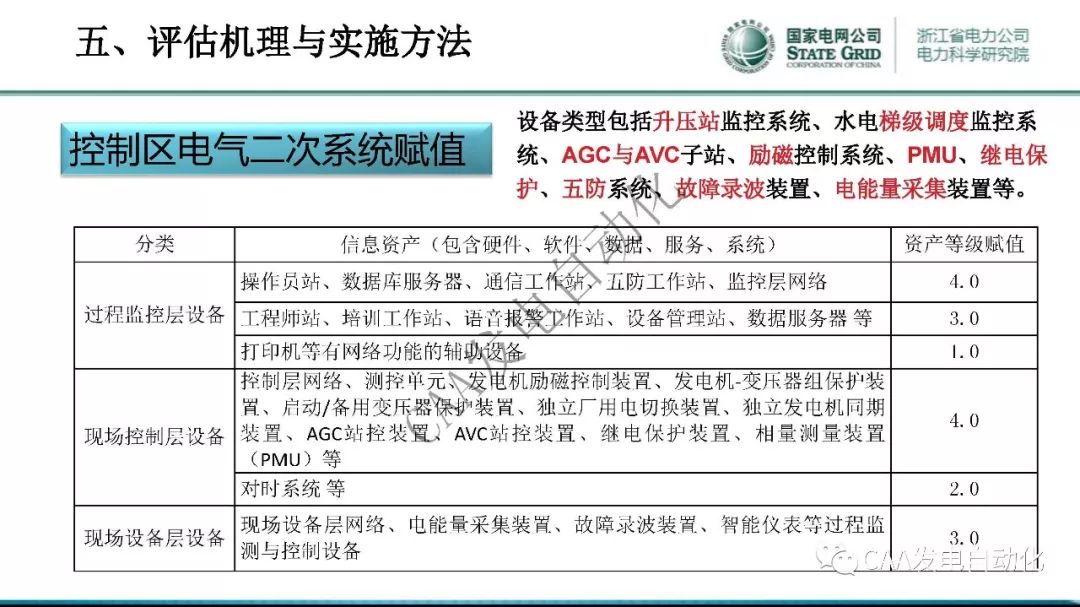 五、评估机理与实施方法
国家电网公司
STATE GRID
CORPORATION OF CHINA
浙江省电力公司
电力科学研究院
控制区电气二次系统赋值
设备类型包括升压站监控系统、水电梯级调度监控系
统、AGC与AVC子站、励磁控制系统、PMU、继电保
护、五防系统、故障录波装置、电能量采集装置等。
分类
信息资产（包含硬件、软件、数据、服务、系统）
资产等级赋值
过程监控层设备
操作员站、数据库服务器、通信工作站、五防工作站、监控层网络
4.0
工程师站、培训工作站、语音报警工作站、设备管理站、数据服务器 等
3.0
打印机等有网络功能的辅助设备
1.0
现场控制层设备
控制层网络、测控单元、发电机励磁控制装置、发电机-变压器组保护装
置、启动/备用变压器保护装置、独立厂用电切换装置、独立发电机同期
装置、AGC站控装置、AVC站控装置、继电保护装置、相量测量装置
（PMU）等
4.0
对时系统 等
2.0
现场设备层设备
现场设备层网络、电能量采集装置、故障录波装置、智能仪表等过程监
测与控制设备
3.0
CAA发电自动化
CAA发电自动化